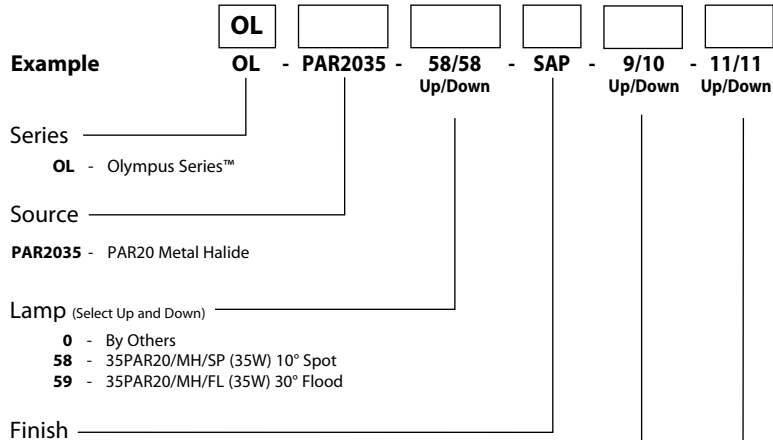 OL
Example OL - PAR2035 - 58/58 - SAP - 9/10 - 11/11
Up/Down Up/Down Up/Down
Series
OL - Olympus Series™
Source
PAR2035 - PAR20 Metal Halide
Lamp (Select Up and Down)
0 - By Others
58 - 35PAR20/MH/SP (35W) 10° Spot
59 - 35PAR20/MH/FL (35W) 30° Flood
Finish